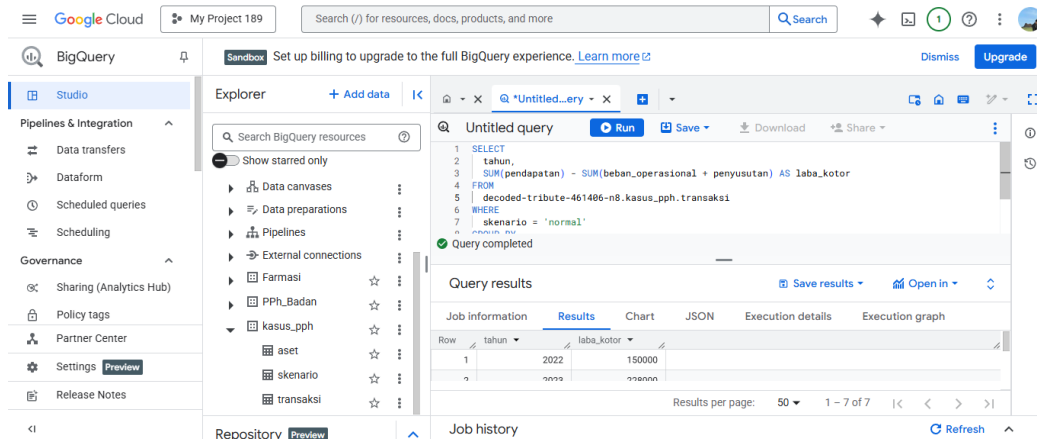 Google Cloud
My Project 189
Search (/) for resources, docs, products, and more
Search
1
BigQuery
Sandbox Set up billing to upgrade to the full BigQuery experience. Learn more
Dismiss
Upgrade
Studio
Pipelines & Integration
Data transfers
Dataform
Scheduled queries
Scheduling
Governance
Sharing (Analytics Hub)
Policy tags
Partner Center
Settings Preview
Release Notes
Explorer
+ Add data
Search BigQuery resources
Show starred only
Data canvases
Data preparations
Pipelines
External connections
Farmasi
PPh_Badan
kasus_pph
aset
skenario
transaksi
Repository Preview
*Untitled...ery
Untitled query
Run
Save
Download
Share
1 SELECT
2 tahun,
3 SUM(pendapatan) - SUM(beban_operasional + penyusutan) AS laba_kotor
4 FROM
5 decoded-tribute-461406-n8.kasus_pph.transaksi
6 WHERE
7 skenario = 'normal'
8 GROUP BY
Query completed
Query results
Save results
Open in
Job information
Results
Chart
JSON
Execution details
Execution graph
Row tahun laba_kotor
1 2022 150000
2 2023 228000
Results per page: 50 1 – 7 of 7
Job history
Refresh